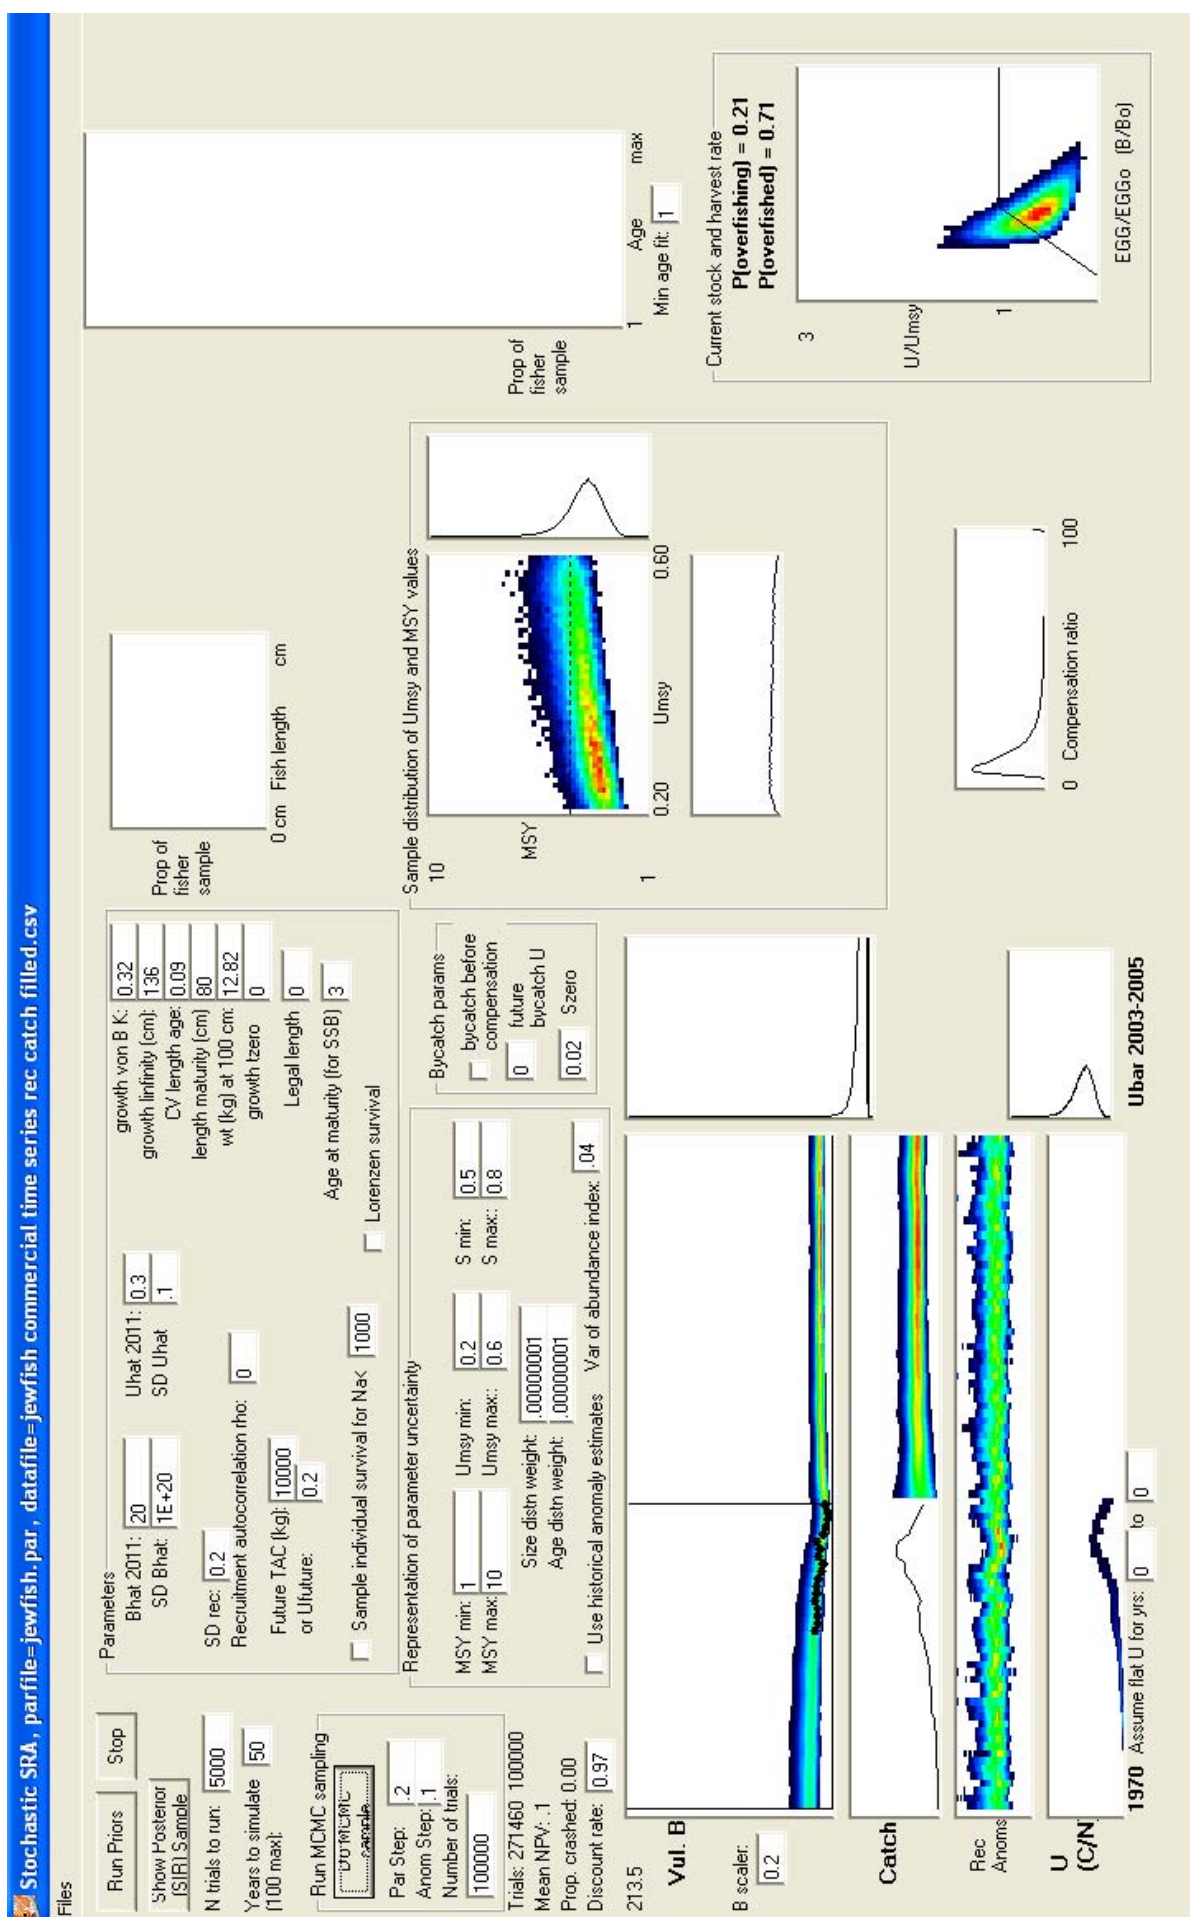 Stochastic SRA , parfile=jewfish.par, datafile=jewfish commercial time series rec catch filled.csv
Files
Run Priors
Stop
Show Posterior
(SIR) Sample
N trials to run: 5000
Years to simulate 50
(100 max):
Run MCMC sampling
Do MCMC
sample
Par Step: .2
Anom Step: .1
Number of trials:
100000
Trials: 271460 100000
Mean NPV: .1
Prop. crashed: 0.00
Discount rate: 0.97
Parameters
Bhat 2011: 20
SD Bhat: 1E+20
Uhat 2011: 0.3
SD Uhat .1
SD rec: 0.2
Recruitment autocorrelation rho: 0
Future TAC (kg): 10000
or Ufuture: 0.2
Sample individual survival for Na< 1000
growth von B K: 0.32
growth linfinity (cm): 136
CV length age: 0.09
length maturity (cm) 80
wt (kg) at 100 cm: 12.82
growth tzero 0
Legal length 0
Age at maturity (for SSB) 3
Lorenzen survival
Representation of parameter uncertainty
MSY min: 1
MSY max: 10
Umsy min: 0.2
Umsy max:: 0.6
S min: 0.5
S max:: 0.8
Size distn weight: .00000001
Age distn weight: .00000001
Use historical anomaly estimates
Var of abundance index: .04
Bycatch params
bycatch before
compensation
0 future
bycatch U
0.02 Szero
Prop of
fisher
sample
0 cm Fish length cm
Sample distribution of Umsy and MSY values
10
MSY
1
0.20 Umsy 0.60
0 Compensation ratio 100
Prop of
fisher
sample
1 Age max
Min age fit: 1
Current stock and harvest rate
P(overfishing) = 0.21
P(overfished) = 0.71
3
U/Umsy
1
EGG/EGGo (B/Bo)
213.5
Vul. B
B scaler:
0.2
Catch
Rec
Anoms
U
(C/N)
1970 Assume flat U for yrs: 0 to 0
Ubar 2003-2005